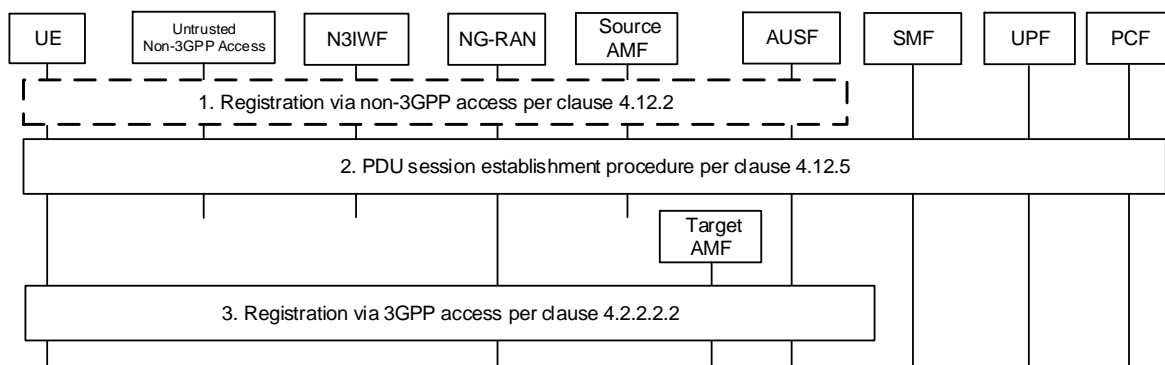 UE
Untrusted
Non-3GPP Access
N3IWF
NG-RAN
Source
AMF
AUSF
SMF
UPF
PCF
1. Registration via non-3GPP access per clause 4.12.2
2. PDU session establishment procedure per clause 4.12.5
Target
AMF
3. Registration via 3GPP access per clause 4.2.2.2.2